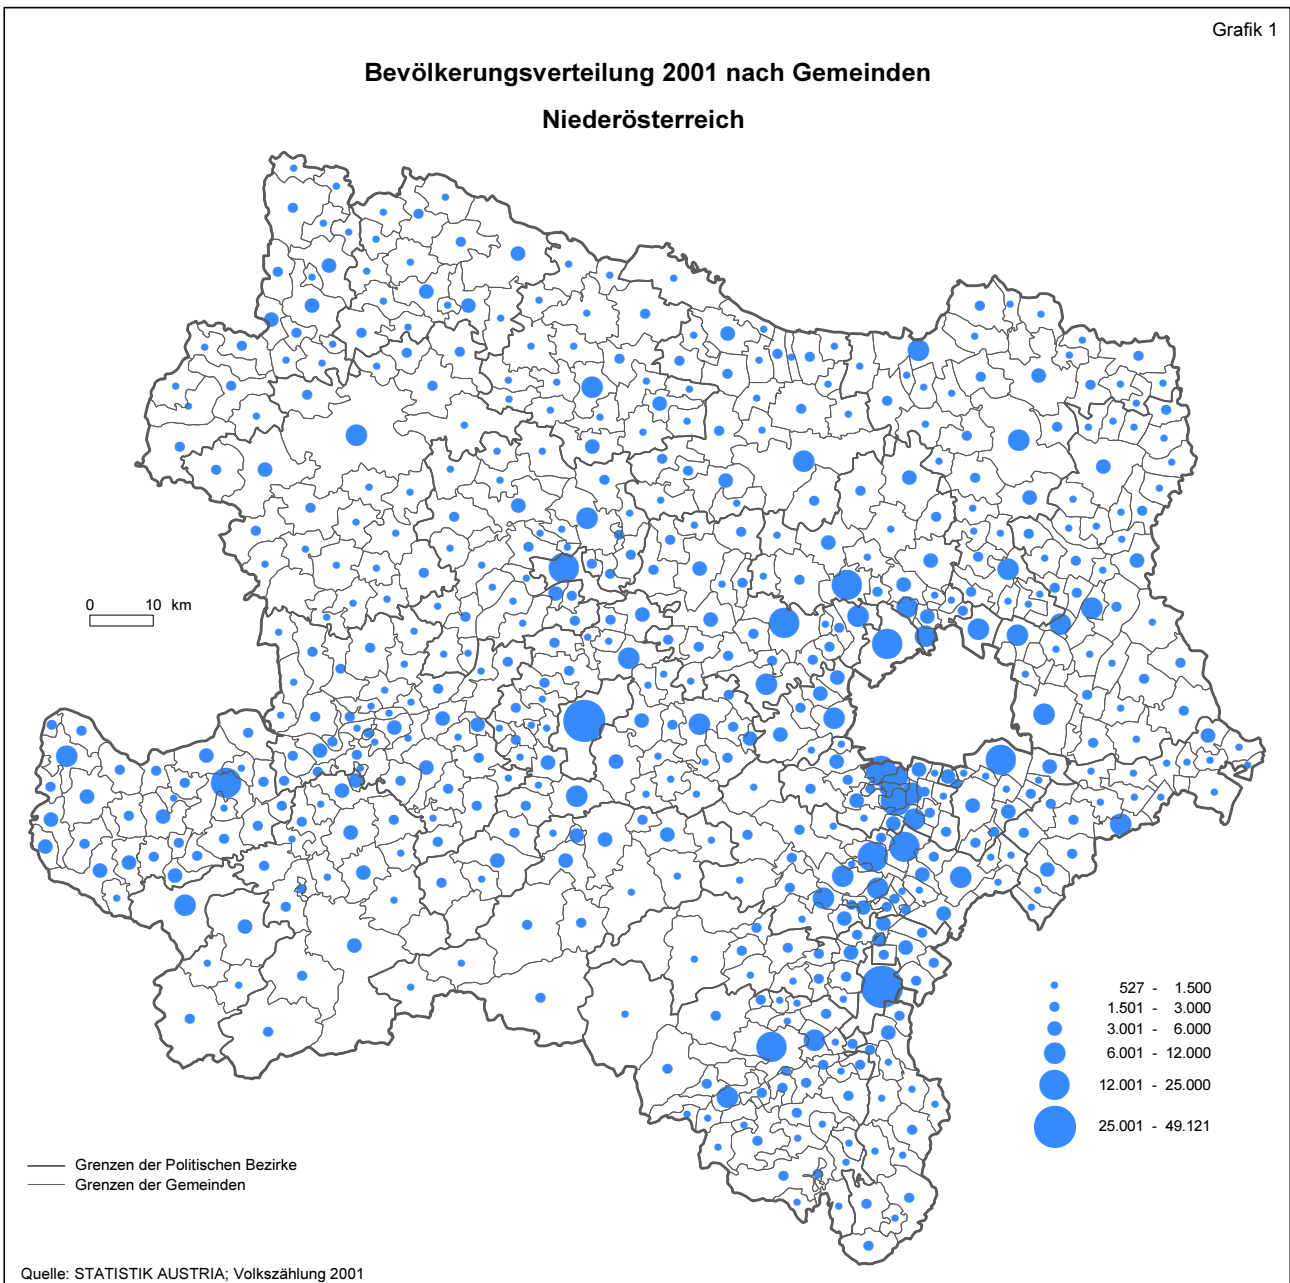 Grafik 1
Bevölkerungsverteilung 2001 nach Gemeinden
Niederösterreich
0 10 km
527 - 1.500
1.501 - 3.000
3.001 - 6.000
6.001 - 12.000
12.001 - 25.000
25.001 - 49.121
Grenzen der Politischen Bezirke
Grenzen der Gemeinden
Quelle: STATISTIK AUSTRIA; Volkszählung 2001